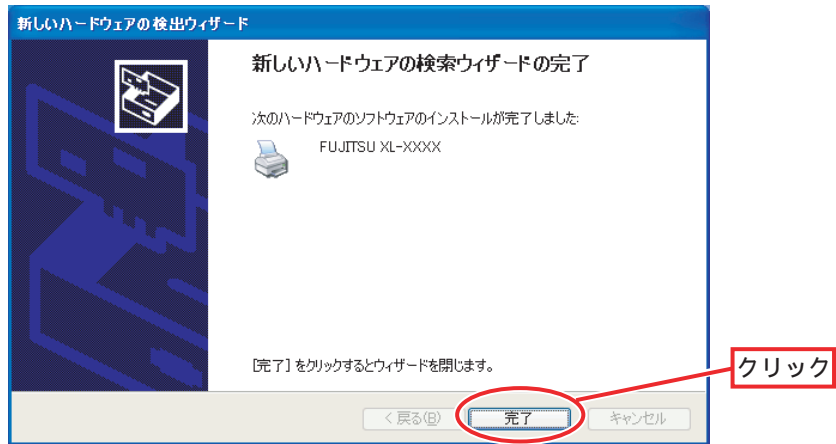 新しいハードウェアの検出ウィザード
新しいハードウェアの検索ウィザードの完了
次のハードウェアのソフトウェアのインストールが完了しました:
FUJITSU XL-XXXX
[完了] をクリックするとウィザードを閉じます。
クリック
< 戻る(B) 完了 キャンセル